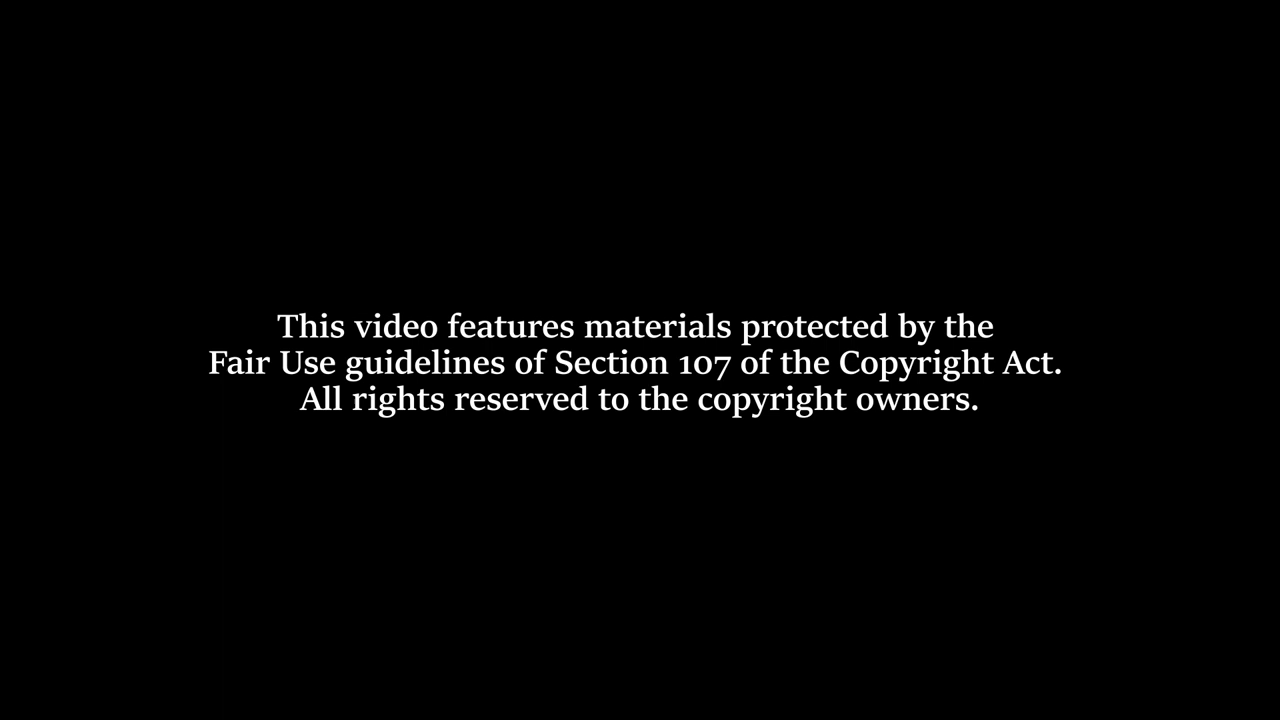 This video features materials protected by the
Fair Use guidelines of Section 107 of the Copyright Act.
All rights reserved to the copyright owners.